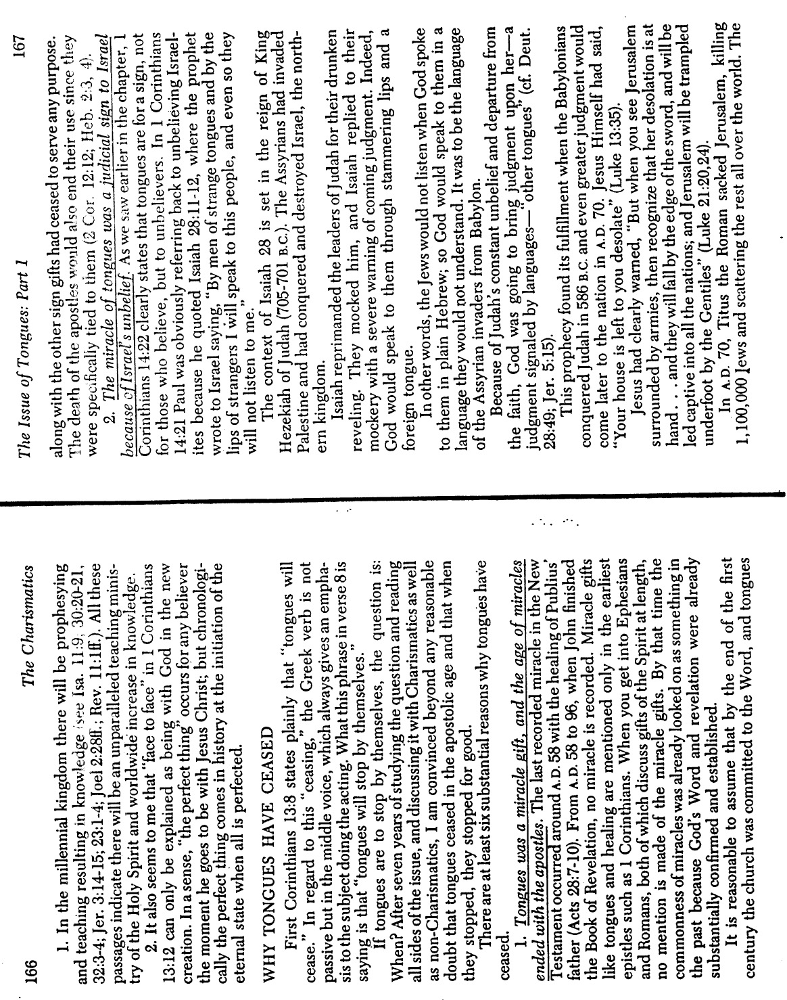 166 The Charismatics
1. In the millennial kingdom there will be prophesying
and teaching resulting in knowledge (see Isa. 11:9; 30:20-21,
32:3-4; Jer. 3:14-15; 23:1-4; Joel 2:28ff.; Rev. 11:1ff.). All these
passages indicate there will be an unparalleled teaching minis-
try of the Holy Spirit and worldwide increase in knowledge.
2. It also seems to me that "face to face" in 1 Corinthians
13:12 can only be explained as being with God in the new
creation. In a sense, "the perfect thing" occurs for any believer
the moment he goes to be with Jesus Christ; but chronologi-
cally the perfect thing comes in history at the initiation of the
eternal state when all is perfected.
WHY TONGUES HAVE CEASED
First Corinthians 13:8 states plainly that "tongues will
cease." In regard to this "ceasing," the Greek verb is not
passive but in the middle voice, which always gives an empha-
sis to the subject doing the acting. What this phrase in verse 8 is
saying is that "tongues will stop by themselves."
If tongues are to stop by themselves, the question is:
When? After seven years of studying the question and reading
all sides of the issue, and discussing it with Charismatics as well
as non-Charismatics, I am convinced beyond any reasonable
doubt that tongues ceased in the apostolic age and that when
they stopped, they stopped for good.
There are at least six substantial reasons why tongues have
ceased.
1. Tongues was a miracle gift, and the age of miracles
ended with the apostles. The last recorded miracle in the New
Testament occurred around A.D. 58 with the healing of Publius'
father (Acts 28:7-10). From A.D. 58 to 96, when John finished
the Book of Revelation, no miracle is recorded. Miracle gifts
like tongues and healing are mentioned only in the earliest
epistles such as 1 Corinthians. When you get into Ephesians
and Romans, both of which discuss gifts of the Spirit at length,
no mention is made of the miracle gifts. By that time the
commonness of miracles was already looked on as something in
the past because God's Word and revelation were already
substantially confirmed and established.
It is reasonable to assume that by the end of the first
century the church was committed to the Word, and tongues
The Issue of Tongues: Part 1 167
along with the other sign gifts had ceased to serve any purpose.
The death of the apostles would also end their use since they
were specifically tied to them (2 Cor. 12:12; Heb. 2:3, 4).
2. The miracle of tongues was a judicial sign to Israel
because of Israel's unbelief. As we saw earlier in the chapter, 1
Corinthians 14:22 clearly states that tongues are for a sign, not
for those who believe, but to unbelievers. In 1 Corinthians
14:21 Paul was obviously referring back to unbelieving Israel-
ites because he quoted Isaiah 28:11-12, where the prophet
wrote to Israel saying, "By men of strange tongues and by the
lips of strangers I will speak to this people, and even so they
will not listen to me."
The context of Isaiah 28 is set in the reign of King
Hezekiah of Judah (705-701 B.C.). The Assyrians had invaded
Palestine and had conquered and destroyed Israel, the north-
ern kingdom.
Isaiah reprimanded the leaders of Judah for their drunken
reveling. They mocked him, and Isaiah replied to their
mockery with a severe warning of coming judgment. Indeed,
God would speak to them through stammering lips and a
foreign tongue.
In other words, the Jews would not listen when God spoke
to them in plain Hebrew; so God would speak to them in a
language they would not understand. It was to be the language
of the Assyrian invaders from Babylon.
Because of Judah's constant unbelief and departure from
the faith, God was going to bring judgment upon her—a
judgment signaled by languages—"other tongues" (cf. Deut.
28:49; Jer. 5:15).
This prophecy found its fulfillment when the Babylonians
conquered Judah in 586 B.C. and even greater judgment would
come later to the nation in A.D. 70. Jesus Himself had said,
"Your house is left to you desolate" (Luke 13:35).
Jesus had clearly warned, "But when you see Jerusalem
surrounded by armies, then recognize that her desolation is at
hand . . . and they will fall by the edge of the sword, and will be
led captive into all the nations; and Jerusalem will be trampled
underfoot by the Gentiles" (Luke 21:20,24).
In A.D. 70, Titus the Roman sacked Jerusalem, killing
1,100,000 Jews and scattering the rest all over the world. The